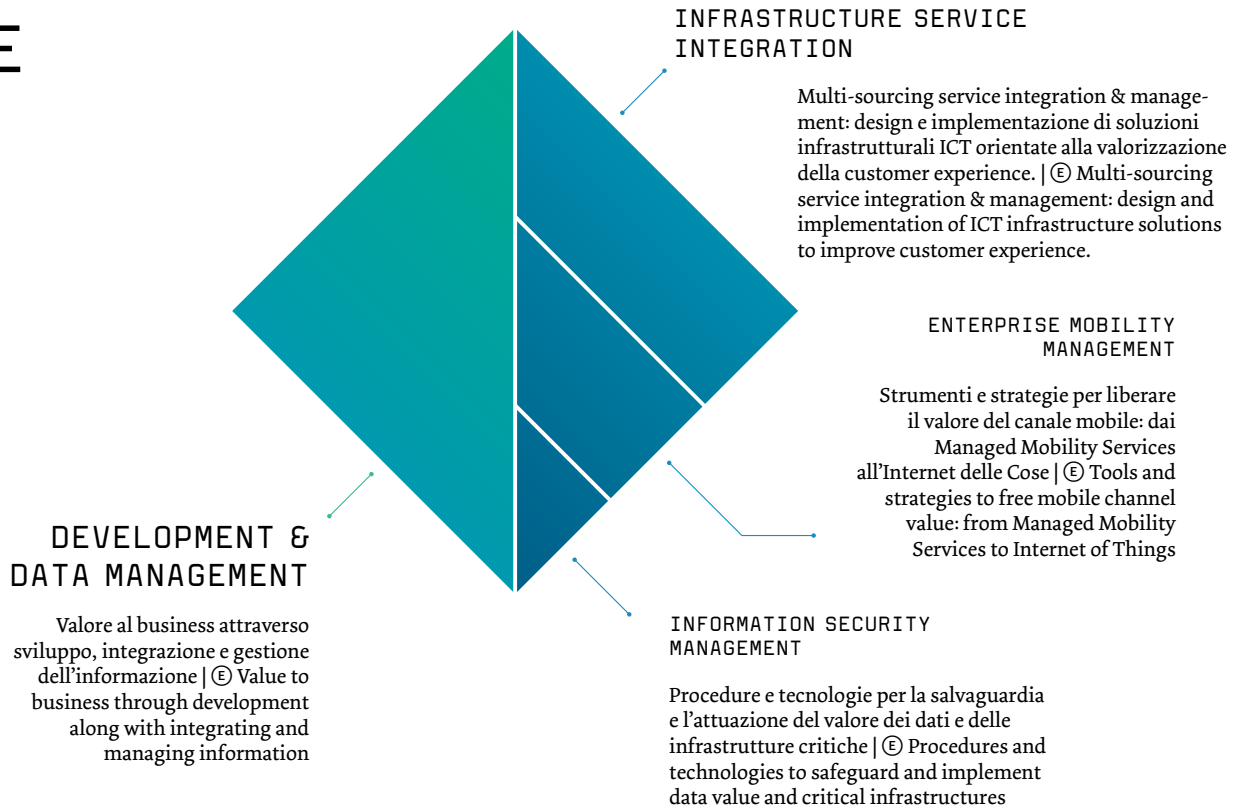 E
INFRASTRUCTURE SERVICE
INTEGRATION
Multi-sourcing service integration & manage-
ment: design e implementazione di soluzioni
infrastrutturali ICT orientate alla valorizzazione
della customer experience. | Ⓔ Multi-sourcing
service integration & management: design and
implementation of ICT infrastructure solutions
to improve customer experience.
ENTERPRISE MOBILITY
MANAGEMENT
Strumenti e strategie per liberare
il valore del canale mobile: dai
Managed Mobility Services
all’Internet delle Cose | Ⓔ Tools and
strategies to free mobile channel
value: from Managed Mobility
Services to Internet of Things
DEVELOPMENT &
DATA MANAGEMENT
Valore al business attraverso
sviluppo, integrazione e gestione
dell’informazione | Ⓔ Value to
business through development
along with integrating and
managing information
INFORMATION SECURITY
MANAGEMENT
Procedure e tecnologie per la salvaguardia
e l’attuazione del valore dei dati e delle
infrastrutture critiche | Ⓔ Procedures and
technologies to safeguard and implement
data value and critical infrastructures